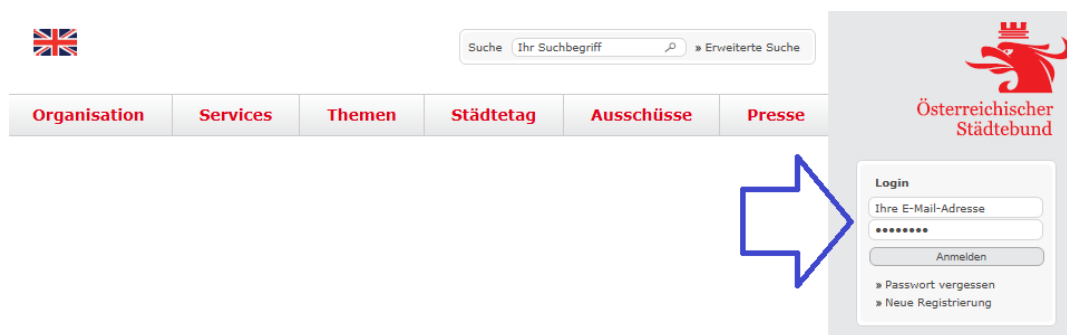 Suche Ihr Suchbegriff » Erweiterte Suche
Organisation Services Themen Städtetag Ausschüsse Presse
Österreichischer
Städtebund
Login
Ihre E-Mail-Adresse
••••••••
Anmelden
» Passwort vergessen
» Neue Registrierung